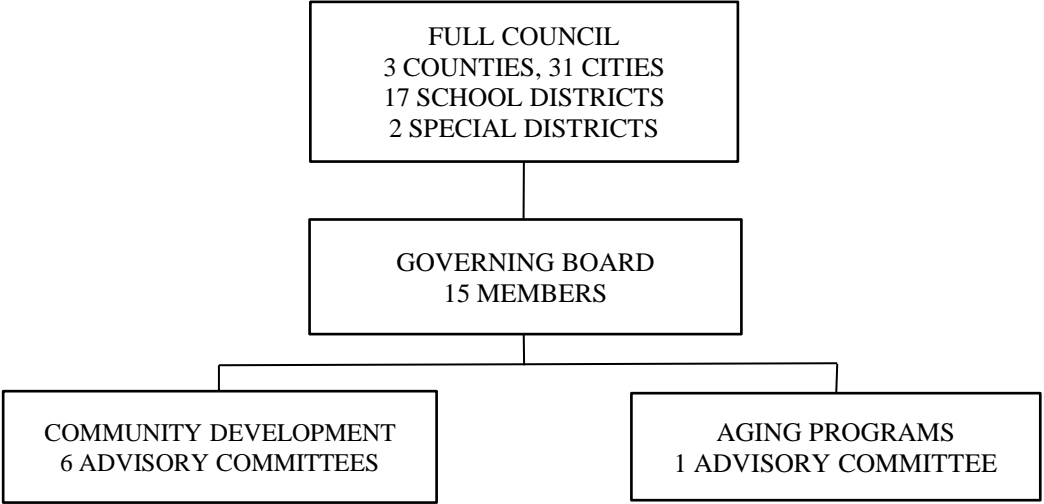 FULL COUNCIL
3 COUNTIES, 31 CITIES
17 SCHOOL DISTRICTS
2 SPECIAL DISTRICTS
GOVERNING BOARD
15 MEMBERS
COMMUNITY DEVELOPMENT
6 ADVISORY COMMITTEES
AGING PROGRAMS
1 ADVISORY COMMITTEE